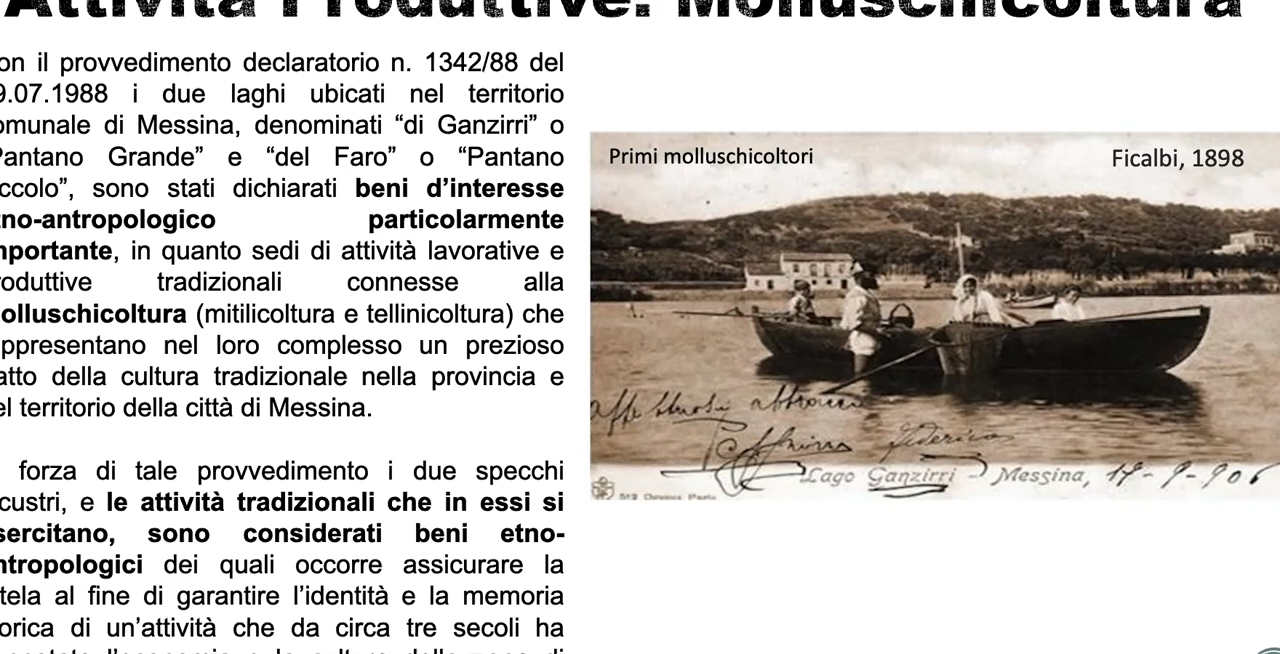 Attività Produttive: Molluschicoltura
on il provvedimento declaratorio n. 1342/88 del
9.07.1988 i due laghi ubicati nel territorio
omunale di Messina, denominati “di Ganzirri” o
Pantano Grande” e “del Faro” o “Pantano
ccolo”, sono stati dichiarati beni d’interesse
tno-antropologico particolarmente
mportante, in quanto sedi di attività lavorative e
roduttive tradizionali connesse alla
olluschicoltura (mitilicoltura e tellinicoltura) che
ppresentano nel loro complesso un prezioso
atto della cultura tradizionale nella provincia e
el territorio della città di Messina.
forza di tale provvedimento i due specchi
custri, e le attività tradizionali che in essi si
sercitano, sono considerati beni etno-
ntropologici dei quali occorre assicurare la
tela al fine di garantire l’identità e la memoria
orica di un’attività che da circa tre secoli ha
Primi molluschicoltori
Ficalbi, 1898
Affettuosi abbracci
Federico
Lago Ganzirri - Messina, 17-9-906